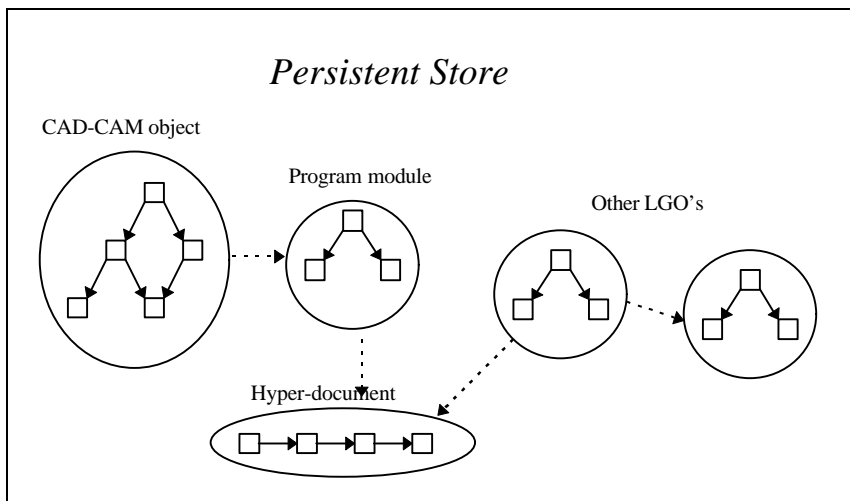 Persistent Store
CAD-CAM object
Program module
Other LGO’s
Hyper-document